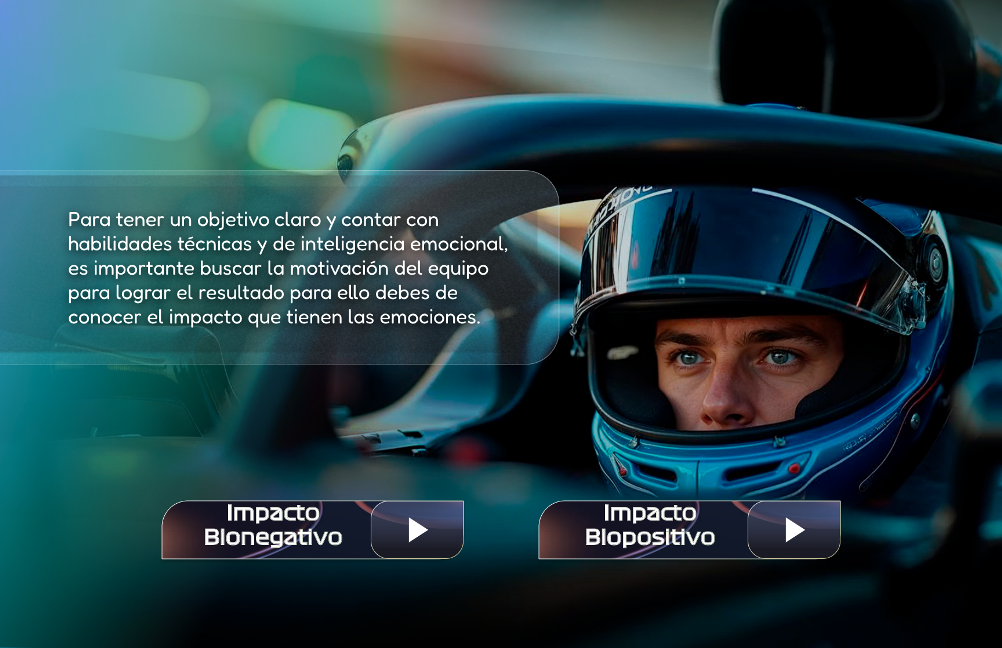 Para tener un objetivo claro y contar con
habilidades técnicas y de inteligencia emocional,
es importante buscar la motivación del equipo
para lograr el resultado para ello debes de
conocer el impacto que tienen las emociones.
Impacto
Bionegativo
Impacto
Biopositivo